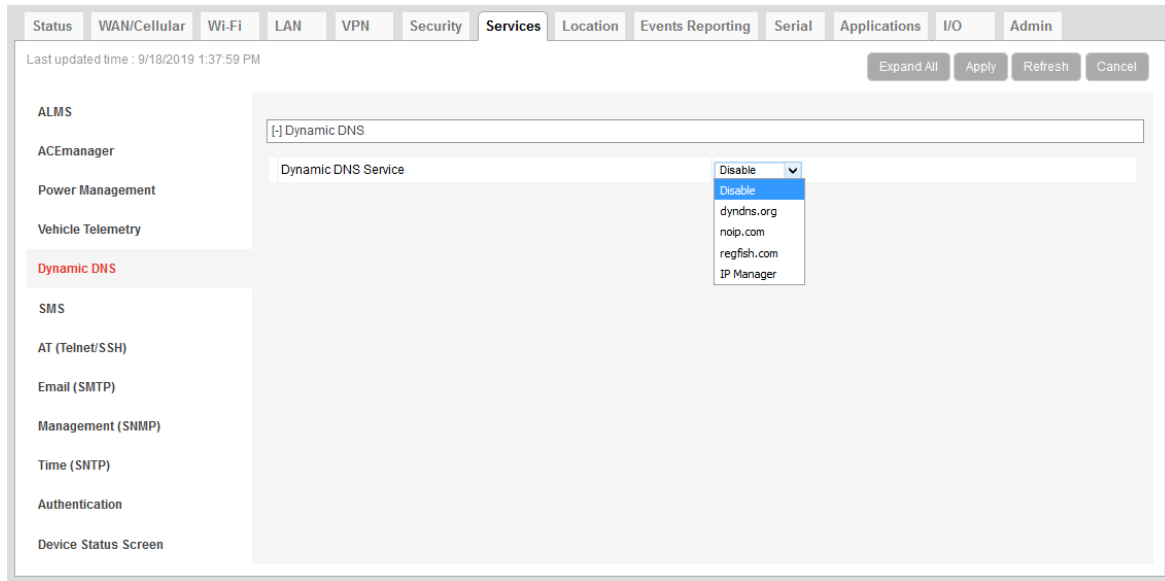 Status WAN/Cellular Wi-Fi LAN VPN Security Services Location Events Reporting Serial Applications I/O Admin
Last updated time : 9/18/2019 1:37:59 PM
Expand All Apply Refresh Cancel
ALMS
ACEmanager
Power Management
Vehicle Telemetry
Dynamic DNS
SMS
AT (Telnet/SSH)
Email (SMTP)
Management (SNMP)
Time (SNTP)
Authentication
Device Status Screen
[-] Dynamic DNS
Dynamic DNS Service Disable
Disable
dyndns.org
noip.com
regfish.com
IP Manager